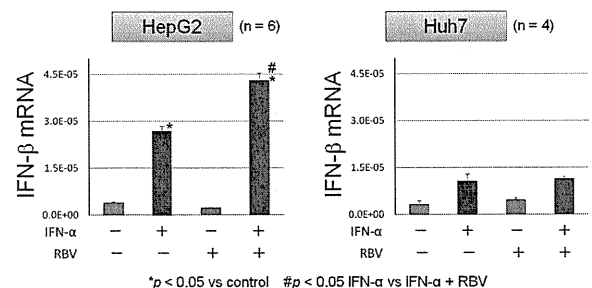 HepG2 (n = 6)
Huh7 (n = 4)
IFN-β mRNA
4.5E-05
3.0E-05
1.5E-05
0.0E+00
*
#
*
IFN-α − + − +
RBV − − + +
IFN-β mRNA
4.5E-05
3.0E-05
1.5E-05
0.0E+00
IFN-α − + − +
RBV − − + +
*p < 0.05 vs control #p < 0.05 IFN-α vs IFN-α + RBV